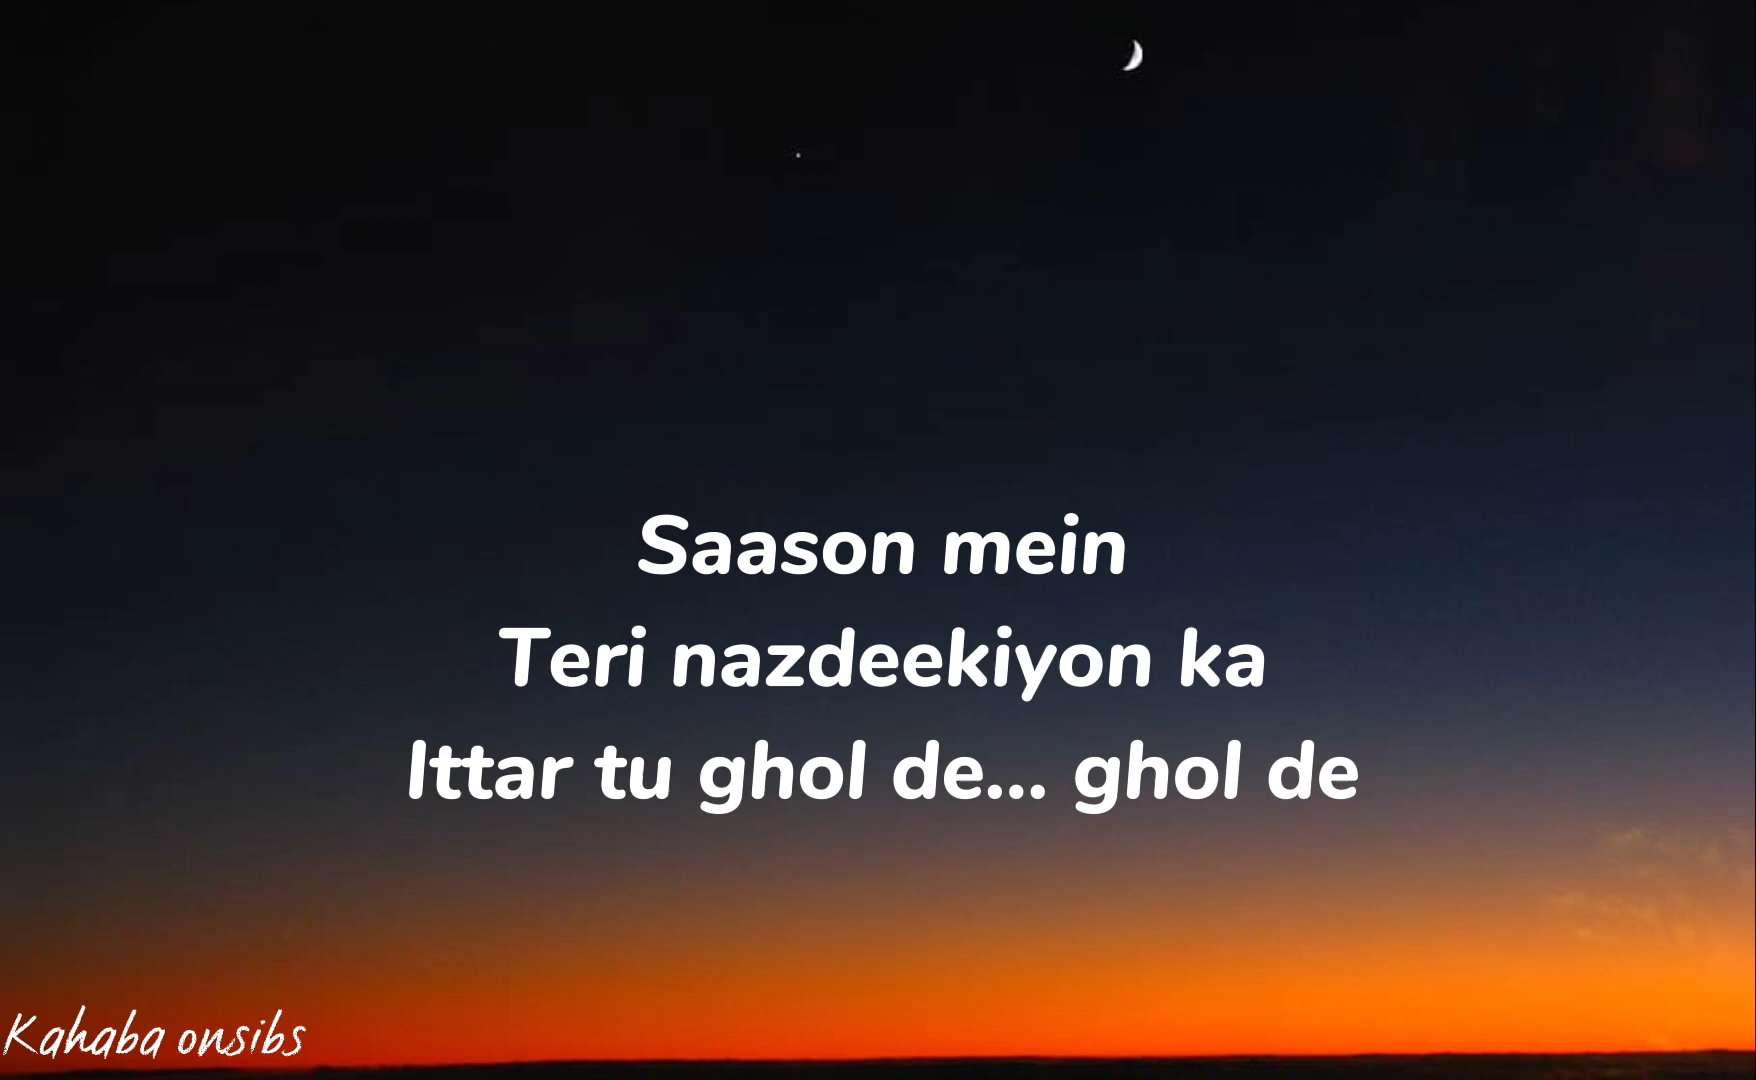 Saason mein
Teri nazdeekiyon ka
Ittar tu ghol de... ghol de
Kahaba onsibs